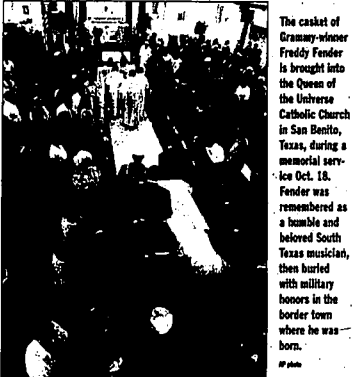 The casket of
Grammy-winner
Freddy Fender
is brought into
the Queen of
the Universe
Catholic Church
in San Benito,
Texas, during a
memorial serv-
ice Oct. 18.
Fender was
remembered as
a humble and
beloved South
Texas musician,
then buried
with military
honors in the
border town
where he was
born.
AP photo